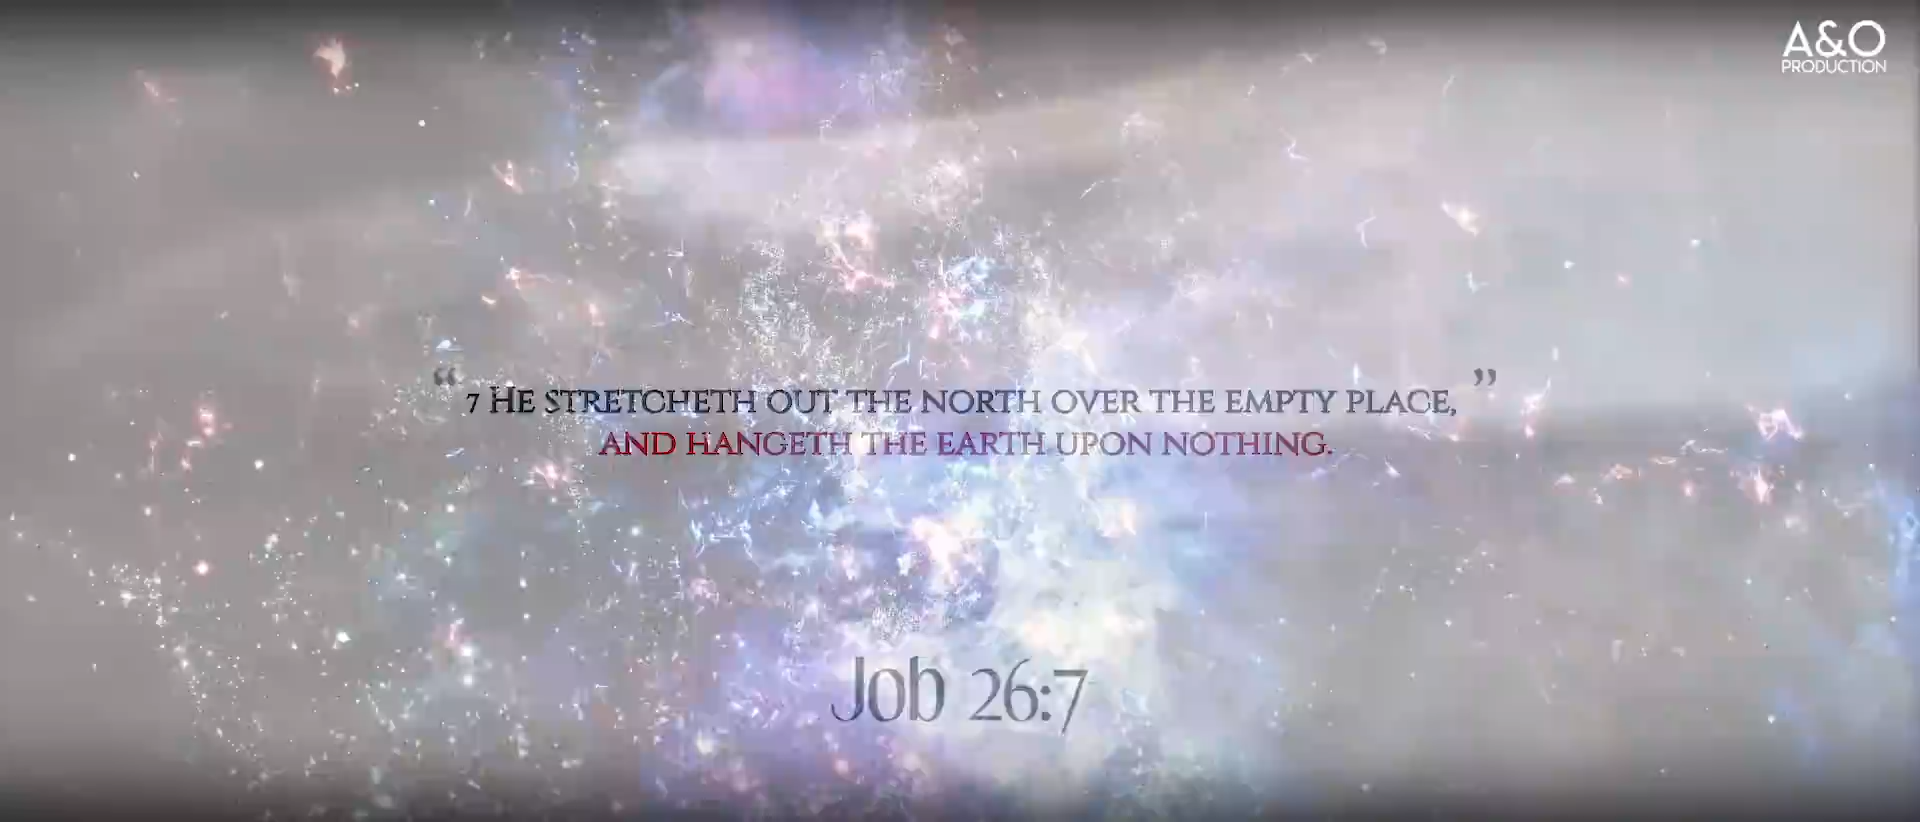 A&O
PRODUCTION
“ 7 He stretcheth out the north over the empty place, ”
and hangeth the earth upon nothing.
Job 26:7